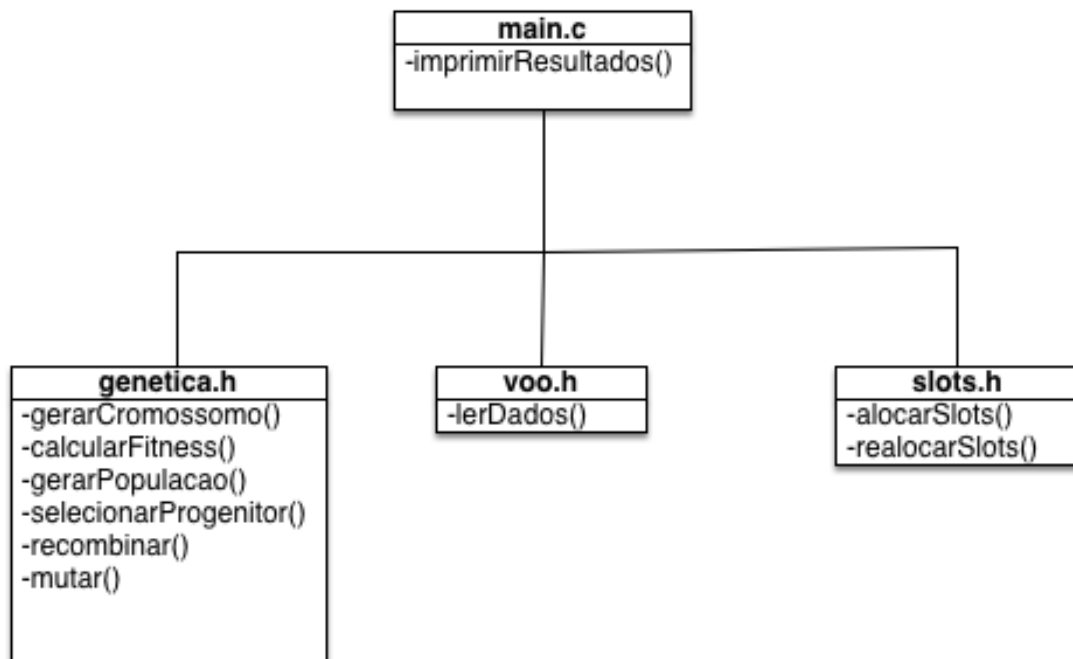 main.c
-imprimirResultados()
genetica.h
-gerarCromossomo()
-calcularFitness()
-gerarPopulacao()
-selecionarProgenitor()
-recombinar()
-mutar()
voo.h
-lerDados()
slots.h
-alocarSlots()
-realocarSlots()